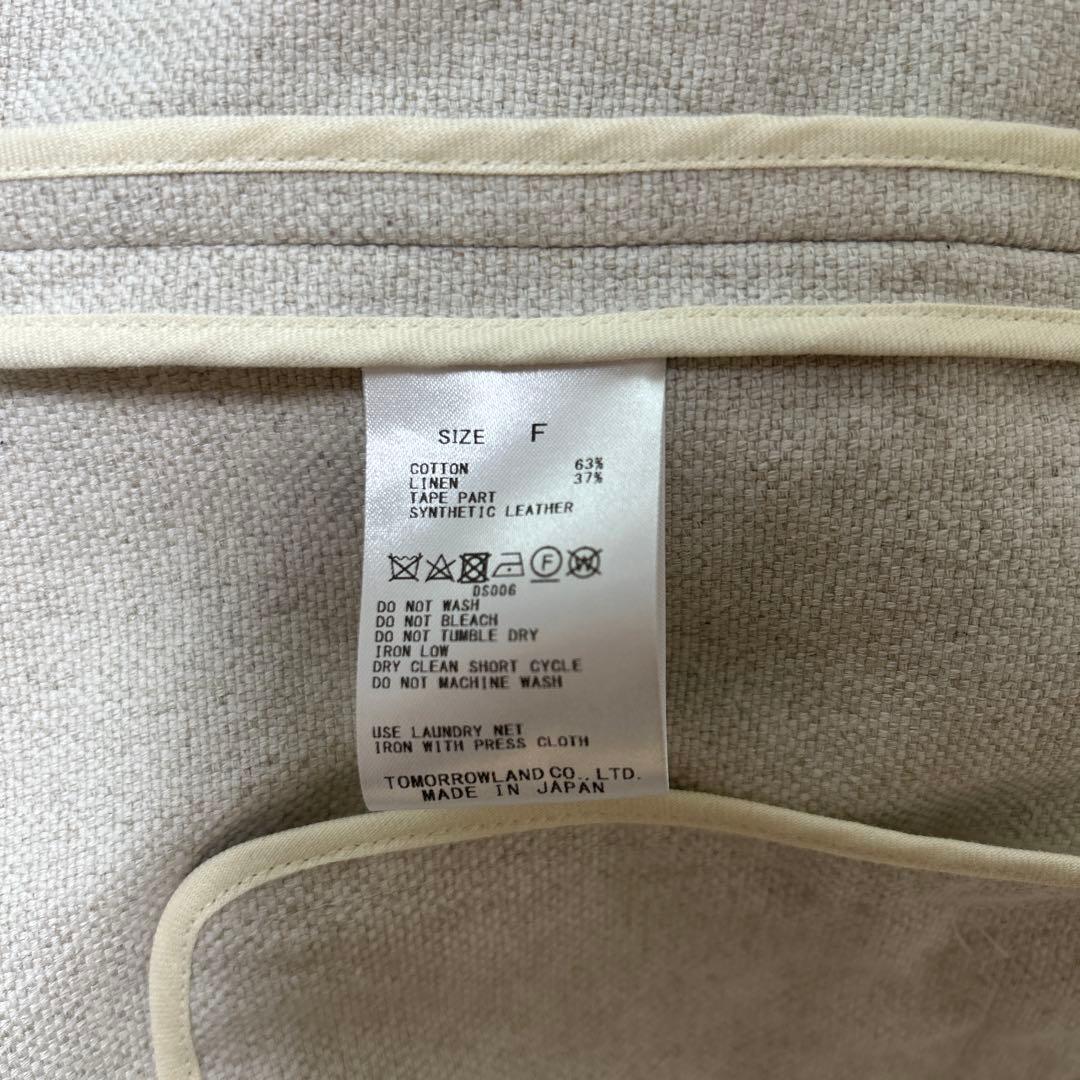 SIZE F
COTTON 63%
LINEN 37%
TAPE PART
SYNTHETIC LEATHER
F W
DS006
DO NOT WASH
DO NOT BLEACH
DO NOT TUMBLE DRY
IRON LOW
DRY CLEAN SHORT CYCLE
DO NOT MACHINE WASH
USE LAUNDRY NET
IRON WITH PRESS CLOTH
TOMORROWLAND CO., LTD.
MADE IN JAPAN